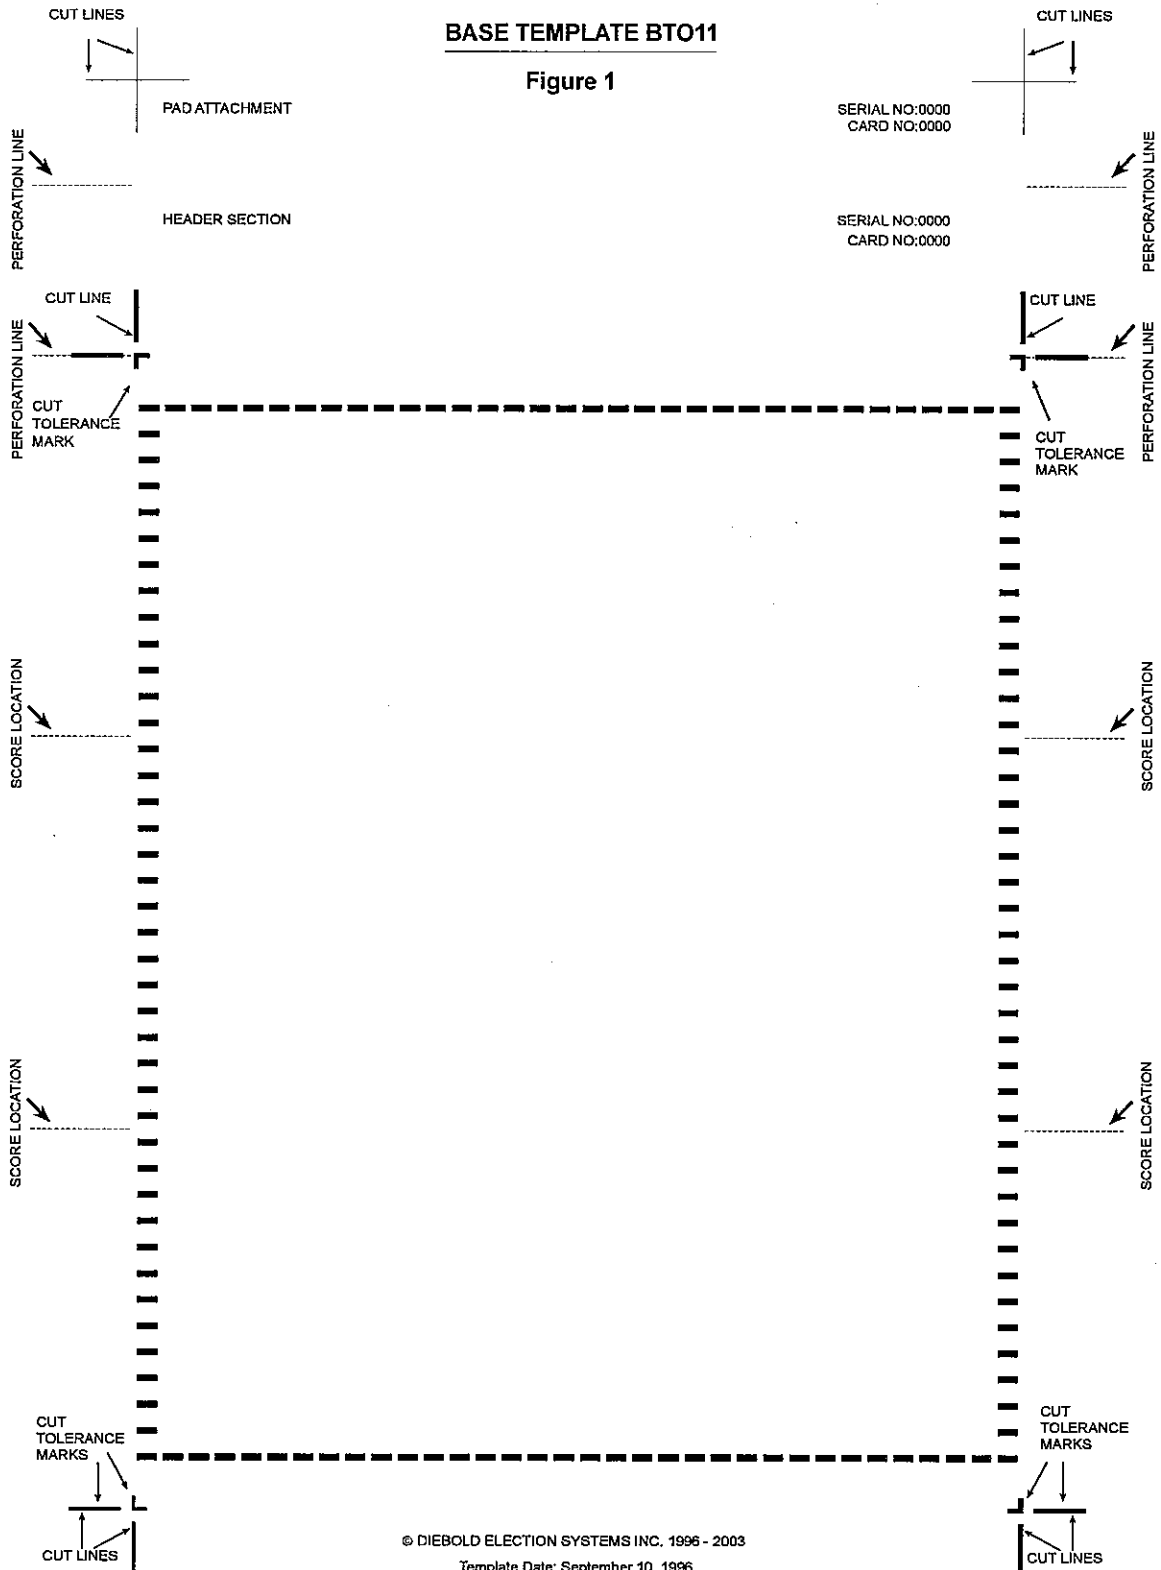 CUT LINES
BASE TEMPLATE BTO11
CUT LINES
Figure 1
PAD ATTACHMENT
SERIAL NO:0000
CARD NO:0000
PERFORATION LINE
PERFORATION LINE
HEADER SECTION
SERIAL NO:0000
CARD NO:0000
CUT LINE
CUT LINE
PERFORATION LINE
PERFORATION LINE
CUT
TOLERANCE
MARK
CUT
TOLERANCE
MARK
SCORE LOCATION
SCORE LOCATION
SCORE LOCATION
SCORE LOCATION
CUT
TOLERANCE
MARKS
CUT
TOLERANCE
MARKS
CUT LINES
© DIEBOLD ELECTION SYSTEMS INC. 1996 - 2003
Template Date: September 10, 1996
CUT LINES